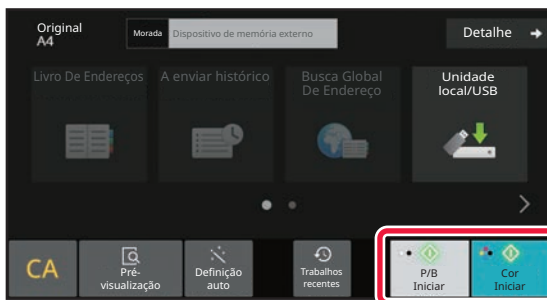 Original
A4
Morada
Dispositivo de memória externo
Detalhe
Livro De Endereços
A enviar histórico
Busca Global
De Endereço
Unidade
local/USB
CA
Pré-
visualização
Definição
auto
Trabalhos
recentes
P/B
Iniciar
Cor
Iniciar